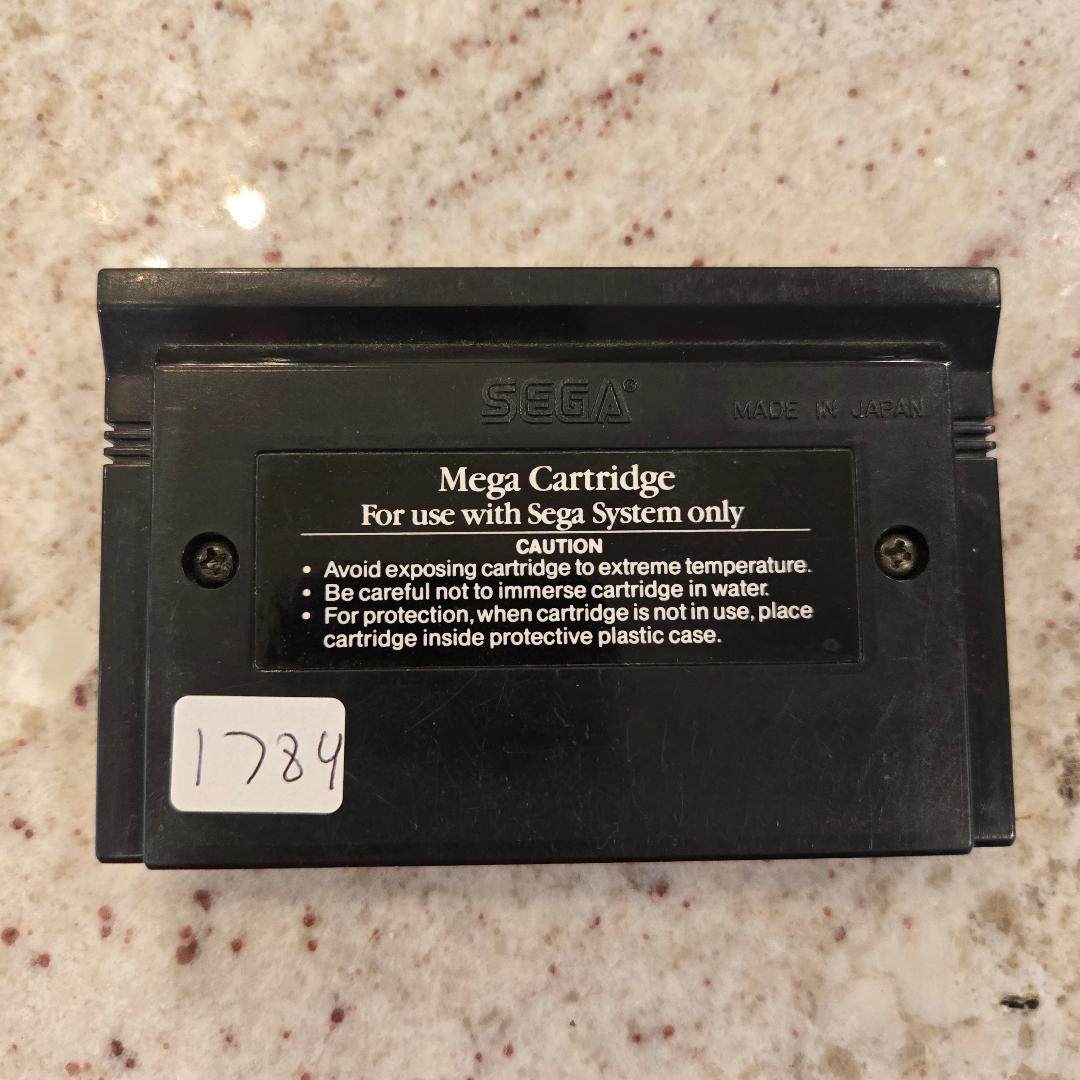 SEGA®
MADE IN JAPAN
Mega Cartridge
For use with Sega System only
CAUTION
• Avoid exposing cartridge to extreme temperature.
• Be careful not to immerse cartridge in water.
• For protection, when cartridge is not in use, place
cartridge inside protective plastic case.
1784